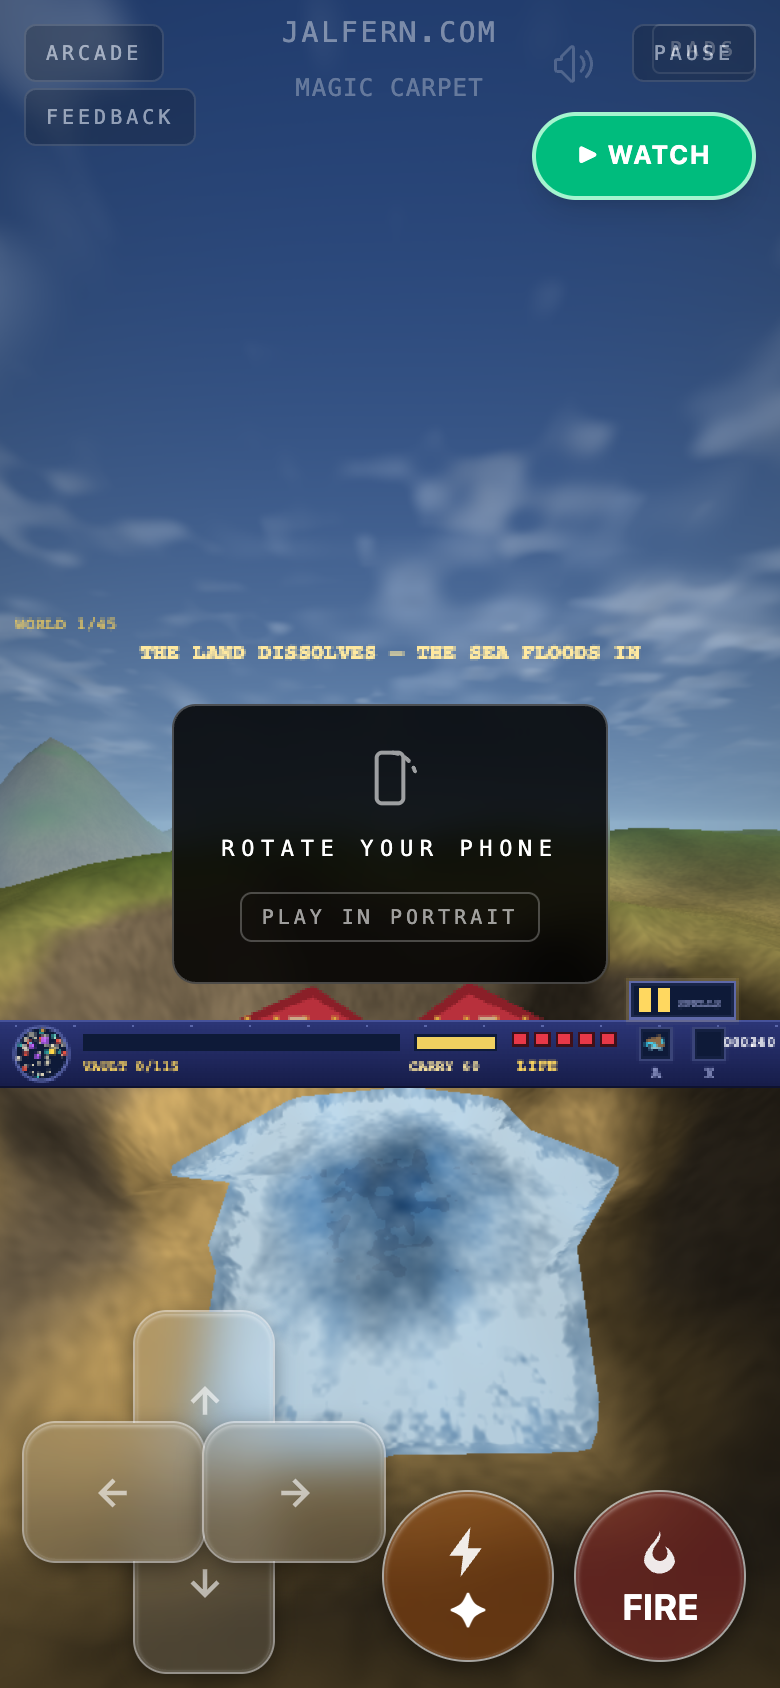 JALFERN.COM
ARCADE
PAUSE
MAGIC CARPET
FEEDBACK
WATCH
WORLD 1/45
THE LAND DISSOLVES — THE SEA FLOODS IN
ROTATE YOUR PHONE
PLAY IN PORTRAIT
VAULT 0/115
CARRY 60
LIFE
000240
A
X
FIRE